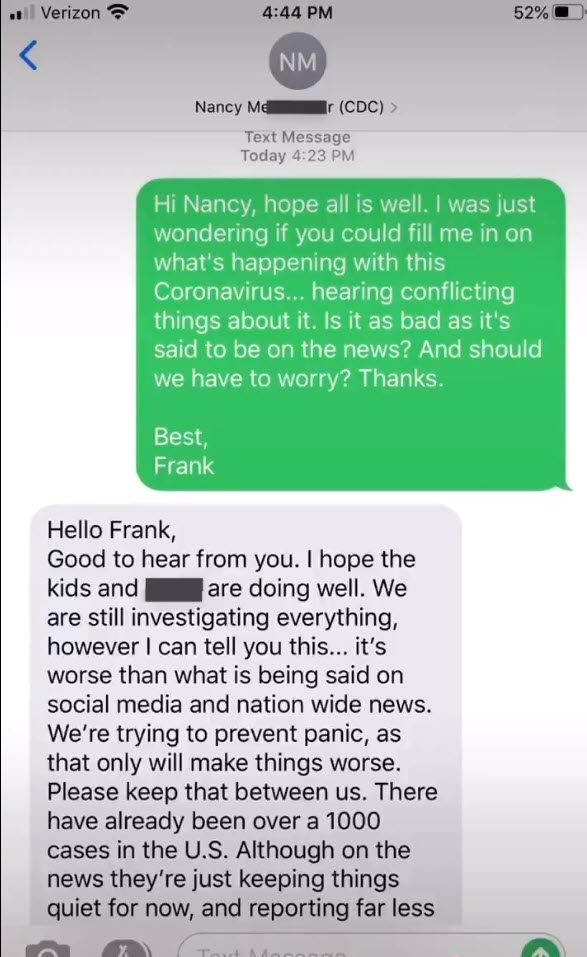 Verizon 4:44 PM 52%
NM
Nancy Me r (CDC) >
Text Message
Today 4:23 PM
Hi Nancy, hope all is well. I was just
wondering if you could fill me in on
what's happening with this
Coronavirus... hearing conflicting
things about it. Is it as bad as it's
said to be on the news? And should
we have to worry? Thanks.
Best,
Frank
Hello Frank,
Good to hear from you. I hope the
kids and are doing well. We
are still investigating everything,
however I can tell you this... it's
worse than what is being said on
social media and nation wide news.
We're trying to prevent panic, as
that only will make things worse.
Please keep that between us. There
have already been over a 1000
cases in the U.S. Although on the
news they're just keeping things
quiet for now, and reporting far less
Text Message